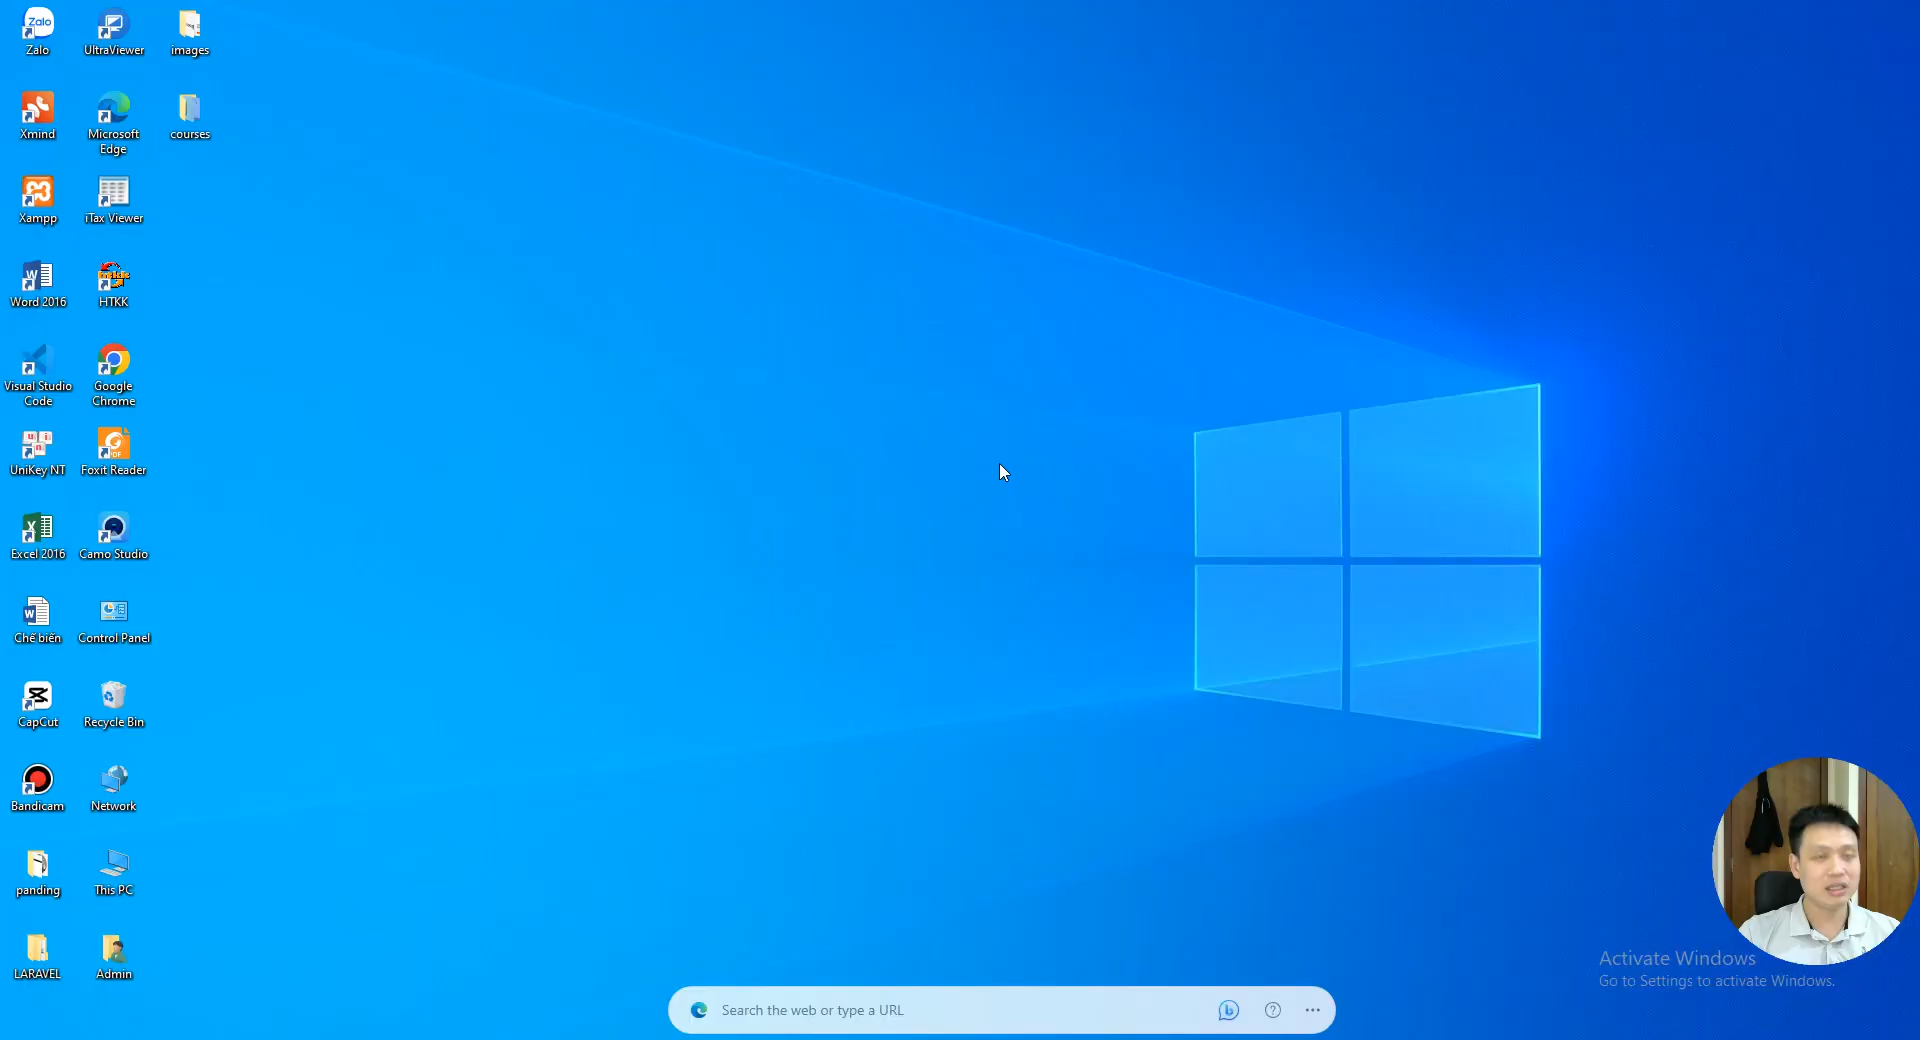 Zalo
UltraViewer
images
Xmind
Microsoft
Edge
courses
Xampp
iTax Viewer
Word 2016
HTKK
Visual Studio
Code
Google
Chrome
UniKey NT
Foxit Reader
Excel 2016
Camo Studio
Chế biến
Control Panel
CapCut
Recycle Bin
Bandicam
Network
panding
This PC
LARAVEL
Admin
Activate Windows
Go to Settings to activate Windows.
Search the web or type a URL